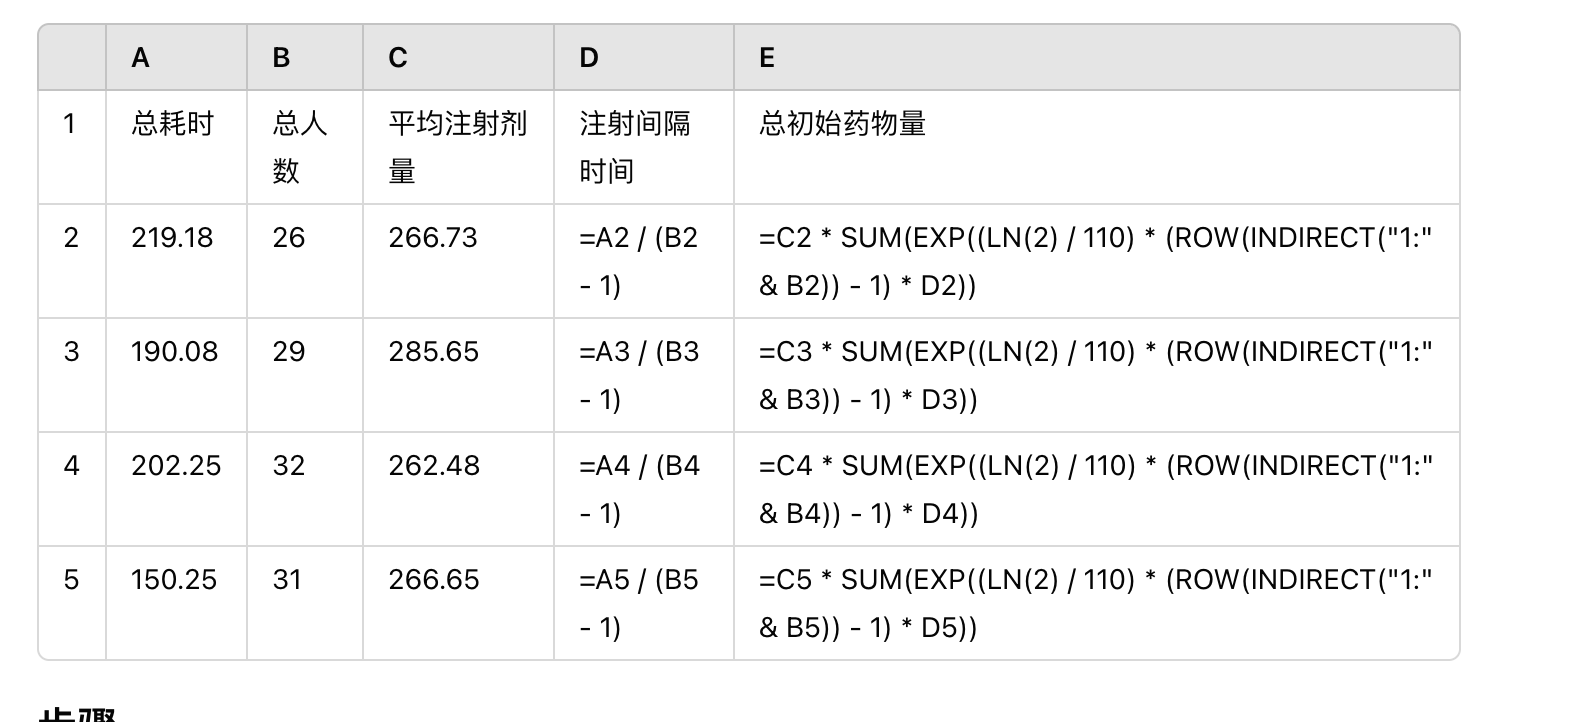 A B C D E
1 总耗时 总人 平均注射剂 注射间隔 总初始药物量
数 量 时间
2 219.18 26 266.73 =A2 / (B2 =C2 * SUM(EXP((LN(2) / 110) * (ROW(INDIRECT("1:"
- 1) & B2)) - 1) * D2))
3 190.08 29 285.65 =A3 / (B3 =C3 * SUM(EXP((LN(2) / 110) * (ROW(INDIRECT("1:"
- 1) & B3)) - 1) * D3))
4 202.25 32 262.48 =A4 / (B4 =C4 * SUM(EXP((LN(2) / 110) * (ROW(INDIRECT("1:"
- 1) & B4)) - 1) * D4))
5 150.25 31 266.65 =A5 / (B5 =C5 * SUM(EXP((LN(2) / 110) * (ROW(INDIRECT("1:"
- 1) & B5)) - 1) * D5))
步骤